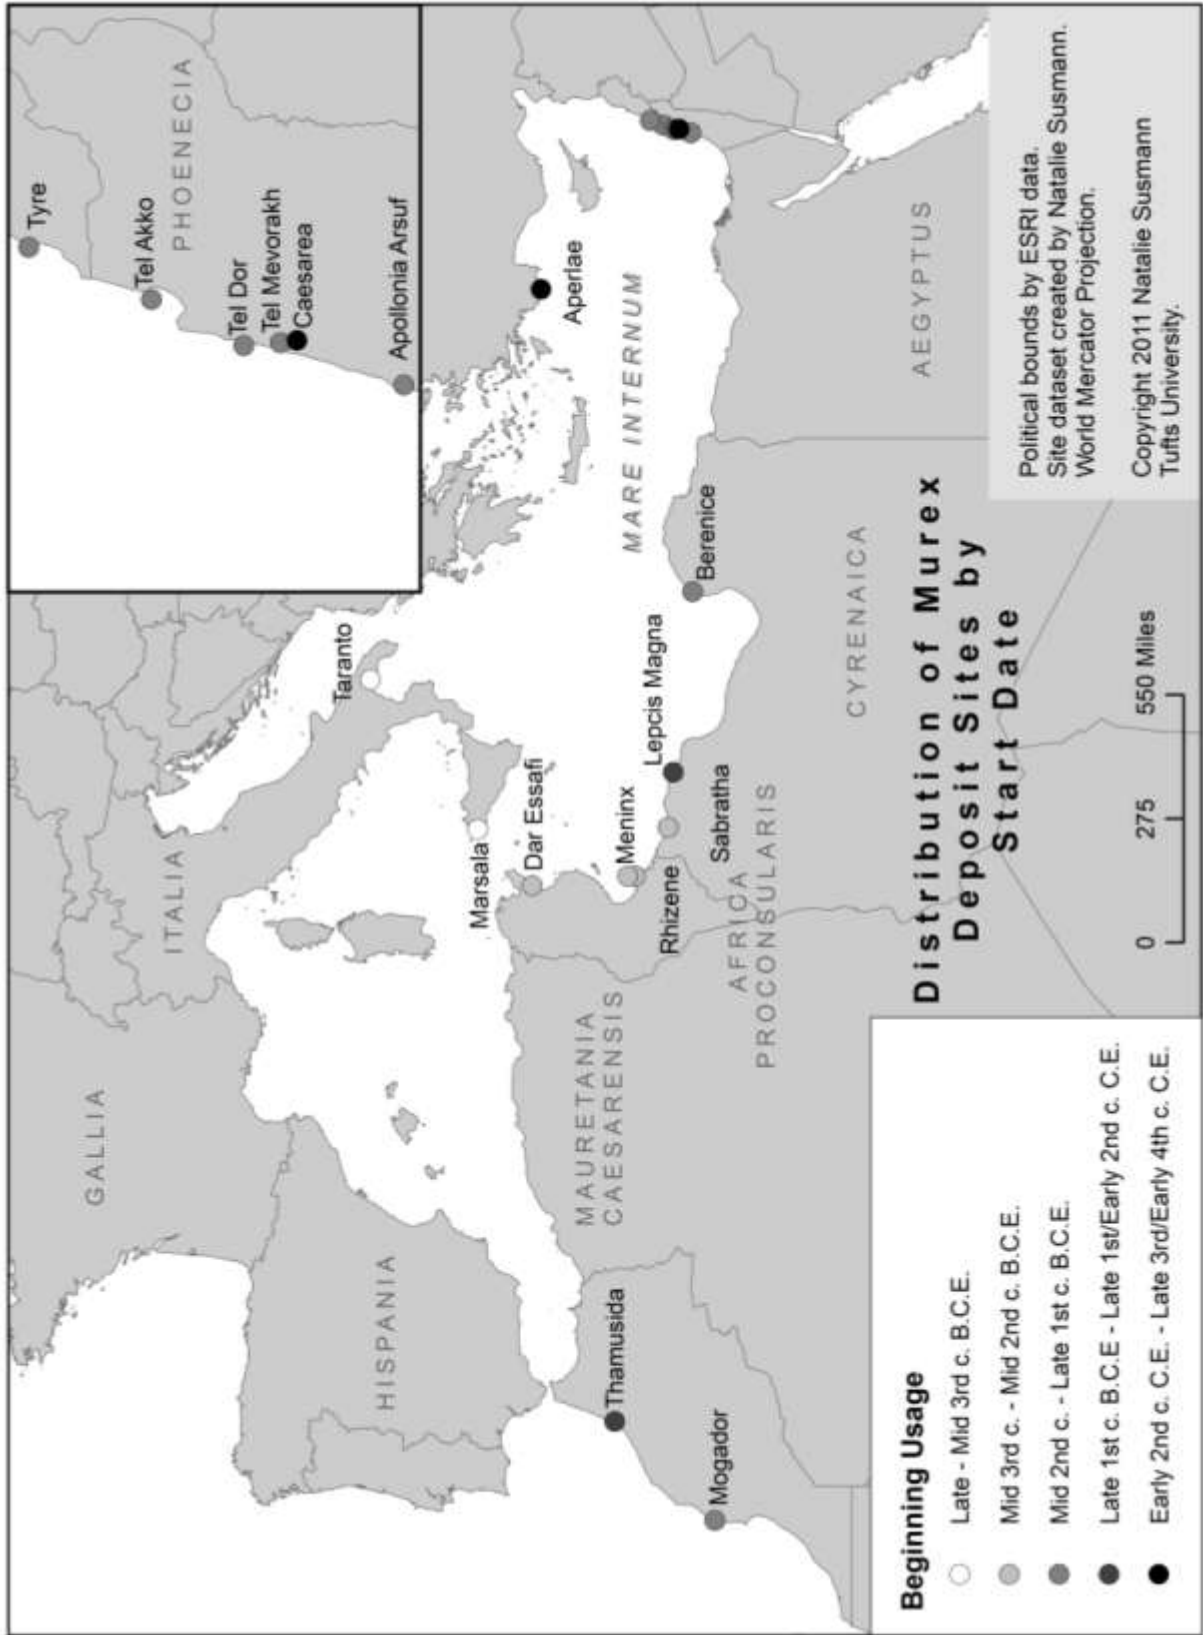 Distribution of Murex
Deposit Sites by
Start Date
GALLIA
ITALIA
HISPANIA
MAURETANIA
CAESARENSIS
AFRICA
PROCONSULARIS
CYRENAICA
AEGYPTUS
MARE INTERNUM
Taranto
Marsala
Dar Essafi
Meninx
Rhizene
Sabratha
Lepcis Magna
Berenice
Aperlae
Thamusida
Mogador
PHOENECIA
Tyre
Tel Akko
Tel Dor
Tel Mevorakh
Caesarea
Apollonia Arsuf
Beginning Usage
Late - Mid 3rd c. B.C.E.
Mid 3rd c. - Mid 2nd c. B.C.E.
Mid 2nd c. - Late 1st c. B.C.E.
Late 1st c. B.C.E - Late 1st/Early 2nd c. C.E.
Early 2nd c. C.E. - Late 3rd/Early 4th c. C.E.
0 275 550 Miles
Political bounds by ESRI data.
Site dataset created by Natalie Susmann.
World Mercator Projection.
Copyright 2011 Natalie Susmann
Tufts University.